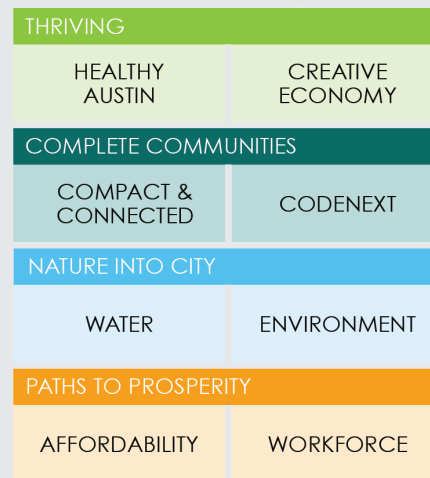 THRIVING
HEALTHY
AUSTIN
CREATIVE
ECONOMY
COMPLETE COMMUNITIES
COMPACT &
CONNECTED
CODENEXT
NATURE INTO CITY
WATER
ENVIRONMENT
PATHS TO PROSPERITY
AFFORDABILITY
WORKFORCE